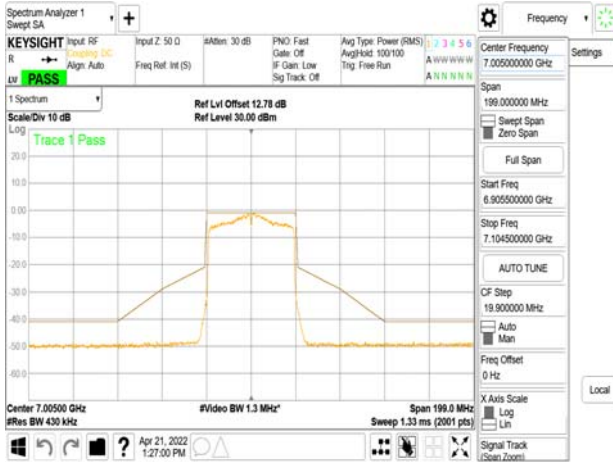 Spectrum Analyzer 1
Swept SA
+
Frequency
KEYSIGHT
R
LU PASS
Input: RF
Coupling: DC
Align: Auto
Input Z: 50 Ω
Freq Ref: Int (S)
#Atten: 30 dB
PNO: Fast
Gate: Off
IF Gain: Low
Sig Track: Off
Avg Type: Power (RMS)
Avg|Hold: 100/100
Trig: Free Run
1 2 3 4 5 6
A W W W W W
A N N N N N
Center Frequency
7.005000000 GHz
Settings
Span
199.000000 MHz
Swept Span
Zero Span
Full Span
Start Freq
6.905500000 GHz
Stop Freq
7.104500000 GHz
AUTO TUNE
CF Step
19.900000 MHz
Auto
Man
Freq Offset
0 Hz
X Axis Scale
Log
Lin
Signal Track
(Span Zoom)
Local
1 Spectrum
Scale/Div 10 dB
Ref Lvl Offset 12.78 dB
Ref Level 30.00 dBm
Log
Trace 1 Pass
20.0
10.0
0.00
-10.0
-20.0
-30.0
-40.0
-50.0
-60.0
Center 7.00500 GHz
#Res BW 430 kHz
#Video BW 1.3 MHz*
Span 199.0 MHz
Sweep 1.33 ms (2001 pts)
?
Apr 21, 2022
1:27:00 PM